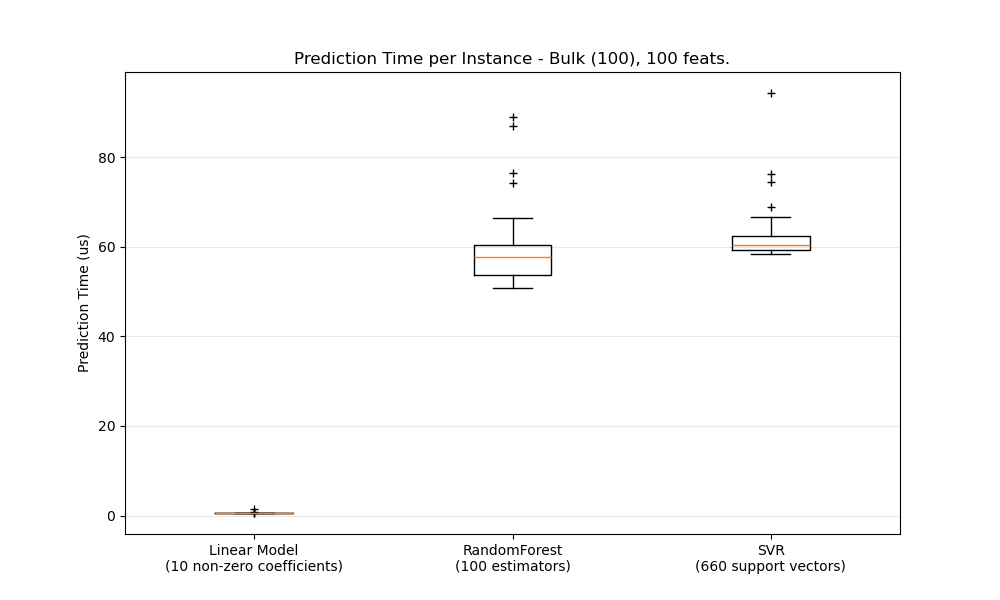 Prediction Time per Instance - Bulk (100), 100 feats.
Prediction Time (us)
80
60
40
20
0
Linear Model
(10 non-zero coefficients)
RandomForest
(100 estimators)
SVR
(660 support vectors)